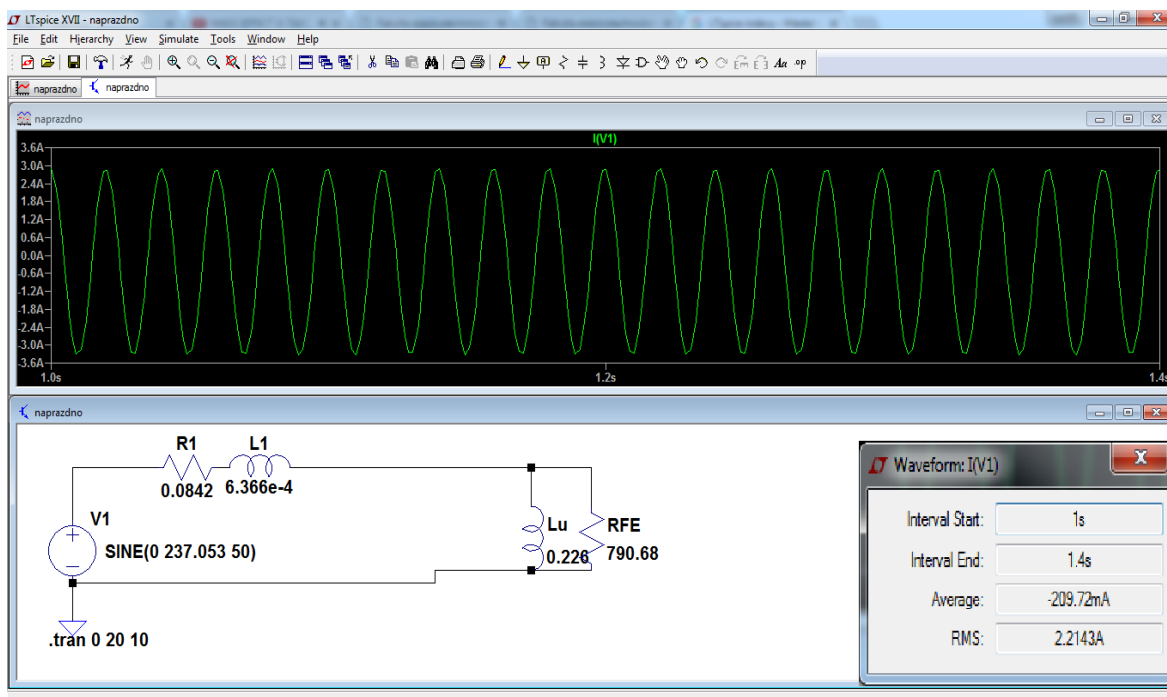 LTspice XVII - naprazdno
File Edit Hierarchy View Simulate Tools Window Help
naprazdno naprazdno
naprazdno
I(V1)
3.6A
3.0A
2.4A
1.8A
1.2A
0.6A
0.0A
-0.6A
-1.2A
-1.8A
-2.4A
-3.0A
-3.6A
1.0s 1.2s 1.4s
naprazdno
R1 L1
0.0842 6.366e-4
V1
SINE(0 237.053 50)
Lu RFE
0.226 790.68
.tran 0 20 10
Waveform: I(V1)
Interval Start: 1s
Interval End: 1.4s
Average: -209.72mA
RMS: 2.2143A